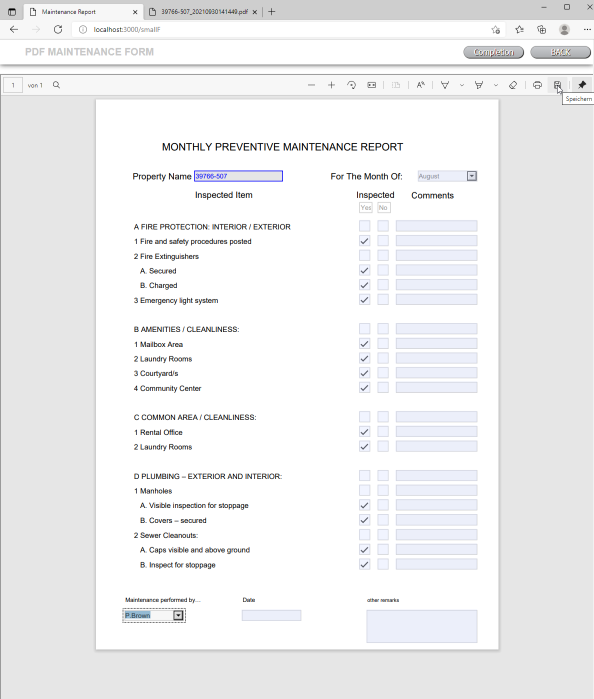 Maintenance Report
39766-507_20210930141449.pdf
localhost:3000/smallF
PDF MAINTENANCE FORM
Completion
BACK
1 von 1
Speichern
MONTHLY PREVENTIVE MAINTENANCE REPORT
Property Name 39766-507 For The Month Of: August
Inspected Item Inspected Comments
Yes No
A FIRE PROTECTION: INTERIOR / EXTERIOR
1 Fire and safety procedures posted
2 Fire Extinguishers
A. Secured
B. Charged
3 Emergency light system
B AMENITIES / CLEANLINESS:
1 Mailbox Area
2 Laundry Rooms
3 Courtyard/s
4 Community Center
C COMMON AREA / CLEANLINESS:
1 Rental Office
2 Laundry Rooms
D PLUMBING – EXTERIOR AND INTERIOR:
1 Manholes
A. Visible inspection for stoppage
B. Covers – secured
2 Sewer Cleanouts:
A. Caps visible and above ground
B. Inspect for stoppage
Maintenance performed by... Date other remarks
P.Brown